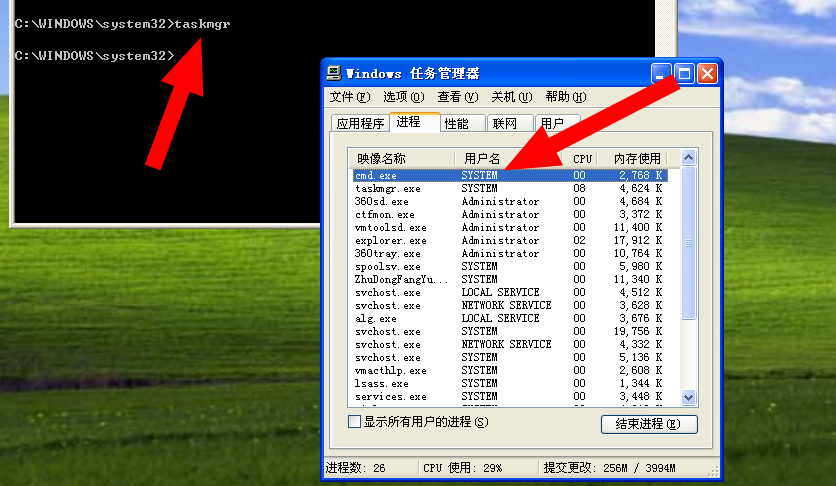 C:\WINDOWS\system32>taskmgr
C:\WINDOWS\system32>
Windows 任务管理器
文件(F) 选项(O) 查看(V) 关机(U) 帮助(H)
应用程序 进程 性能 联网 用户
映像名称 用户名 CPU 内存使用
cmd.exe SYSTEM 00 2,768 K
taskmgr.exe SYSTEM 08 4,624 K
360sd.exe Administrator 00 4,684 K
ctfmon.exe Administrator 00 3,372 K
vmtoolsd.exe Administrator 00 11,400 K
explorer.exe Administrator 02 17,912 K
360tray.exe Administrator 00 10,764 K
spoolsv.exe SYSTEM 00 5,980 K
ZhuDongFangYu... SYSTEM 00 11,340 K
svchost.exe LOCAL SERVICE 00 4,512 K
svchost.exe NETWORK SERVICE 00 3,628 K
alg.exe LOCAL SERVICE 00 3,676 K
svchost.exe SYSTEM 00 19,756 K
svchost.exe NETWORK SERVICE 00 4,332 K
svchost.exe SYSTEM 00 5,136 K
vmacthlp.exe SYSTEM 00 2,608 K
lsass.exe SYSTEM 00 1,344 K
services.exe SYSTEM 00 3,448 K
显示所有用户的进程(S) 结束进程(E)
进程数: 26 CPU 使用: 29% 提交更改: 256M / 3994M